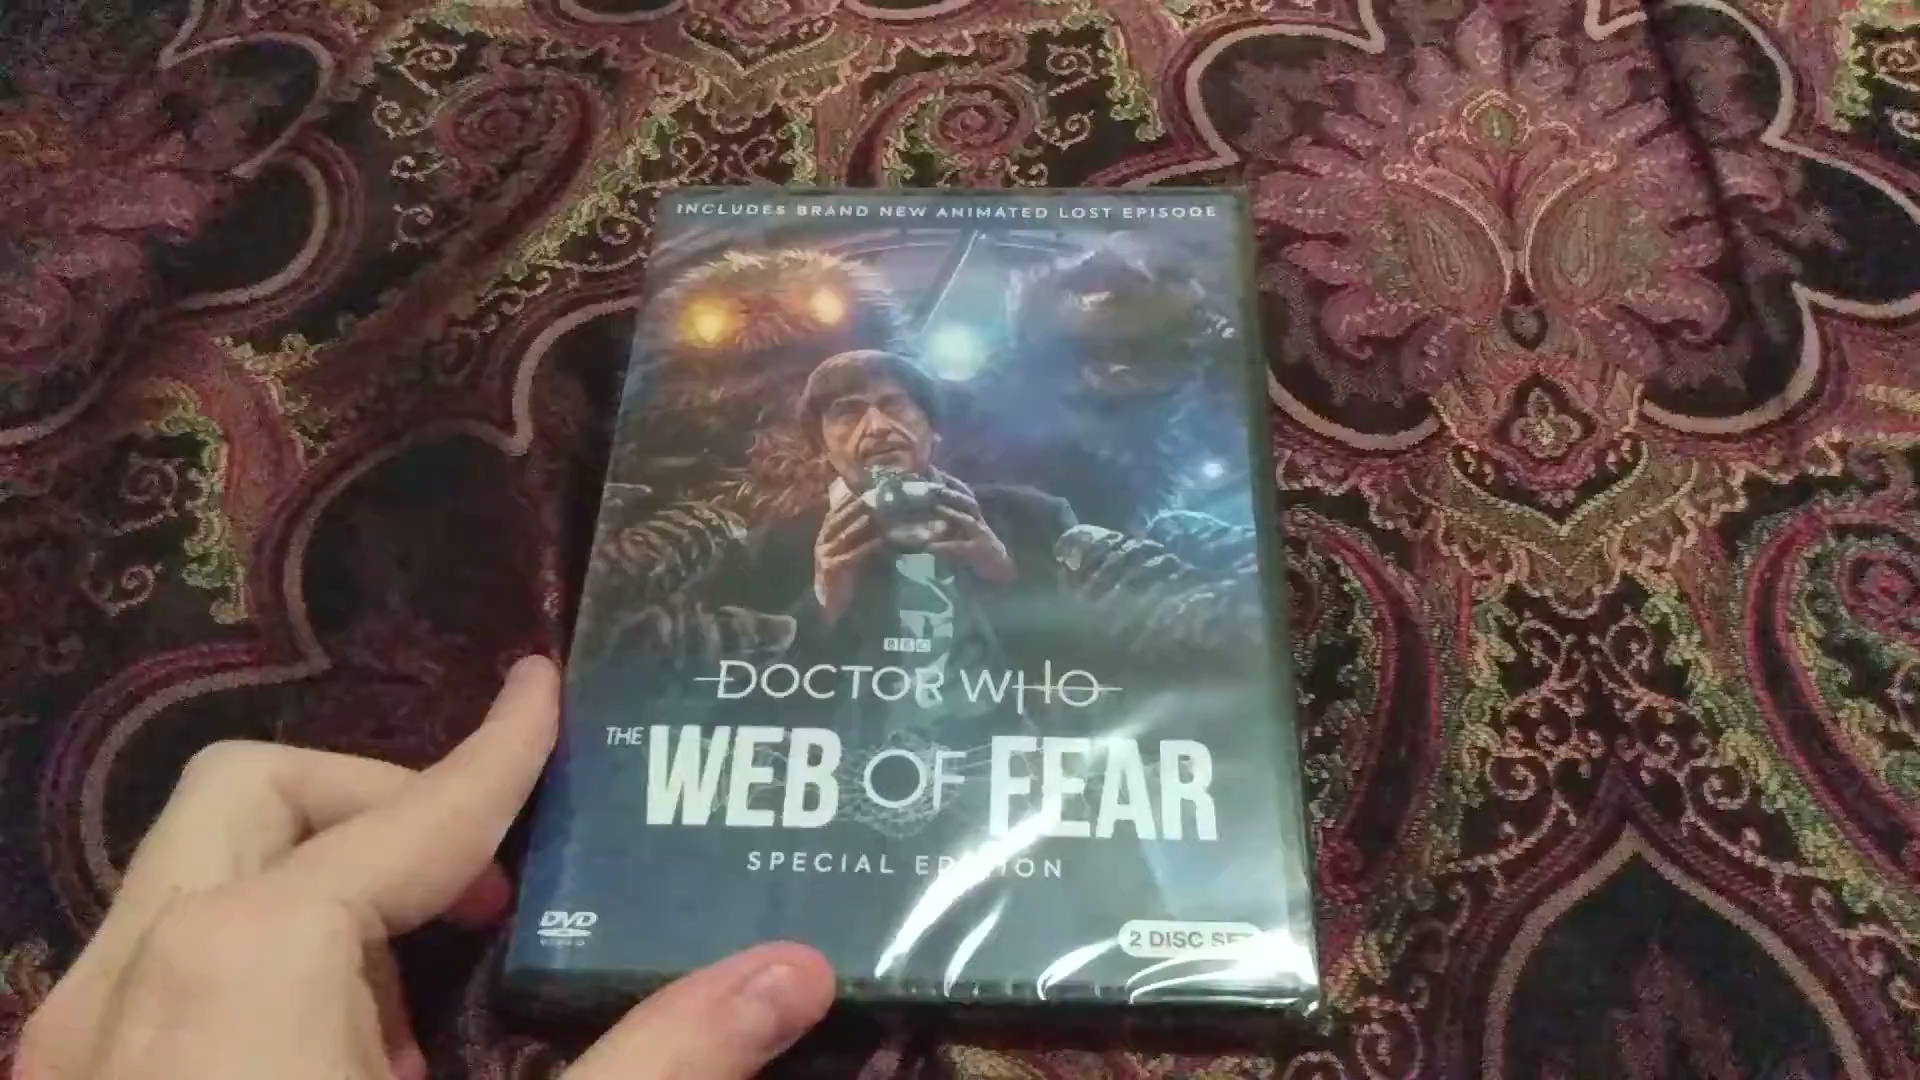 INCLUDES BRAND NEW ANIMATED LOST EPISODE
BBC
DOCTOR WHO
THE WEB OF FEAR
SPECIAL EDITION
DVD
VIDEO
2 DISC SET